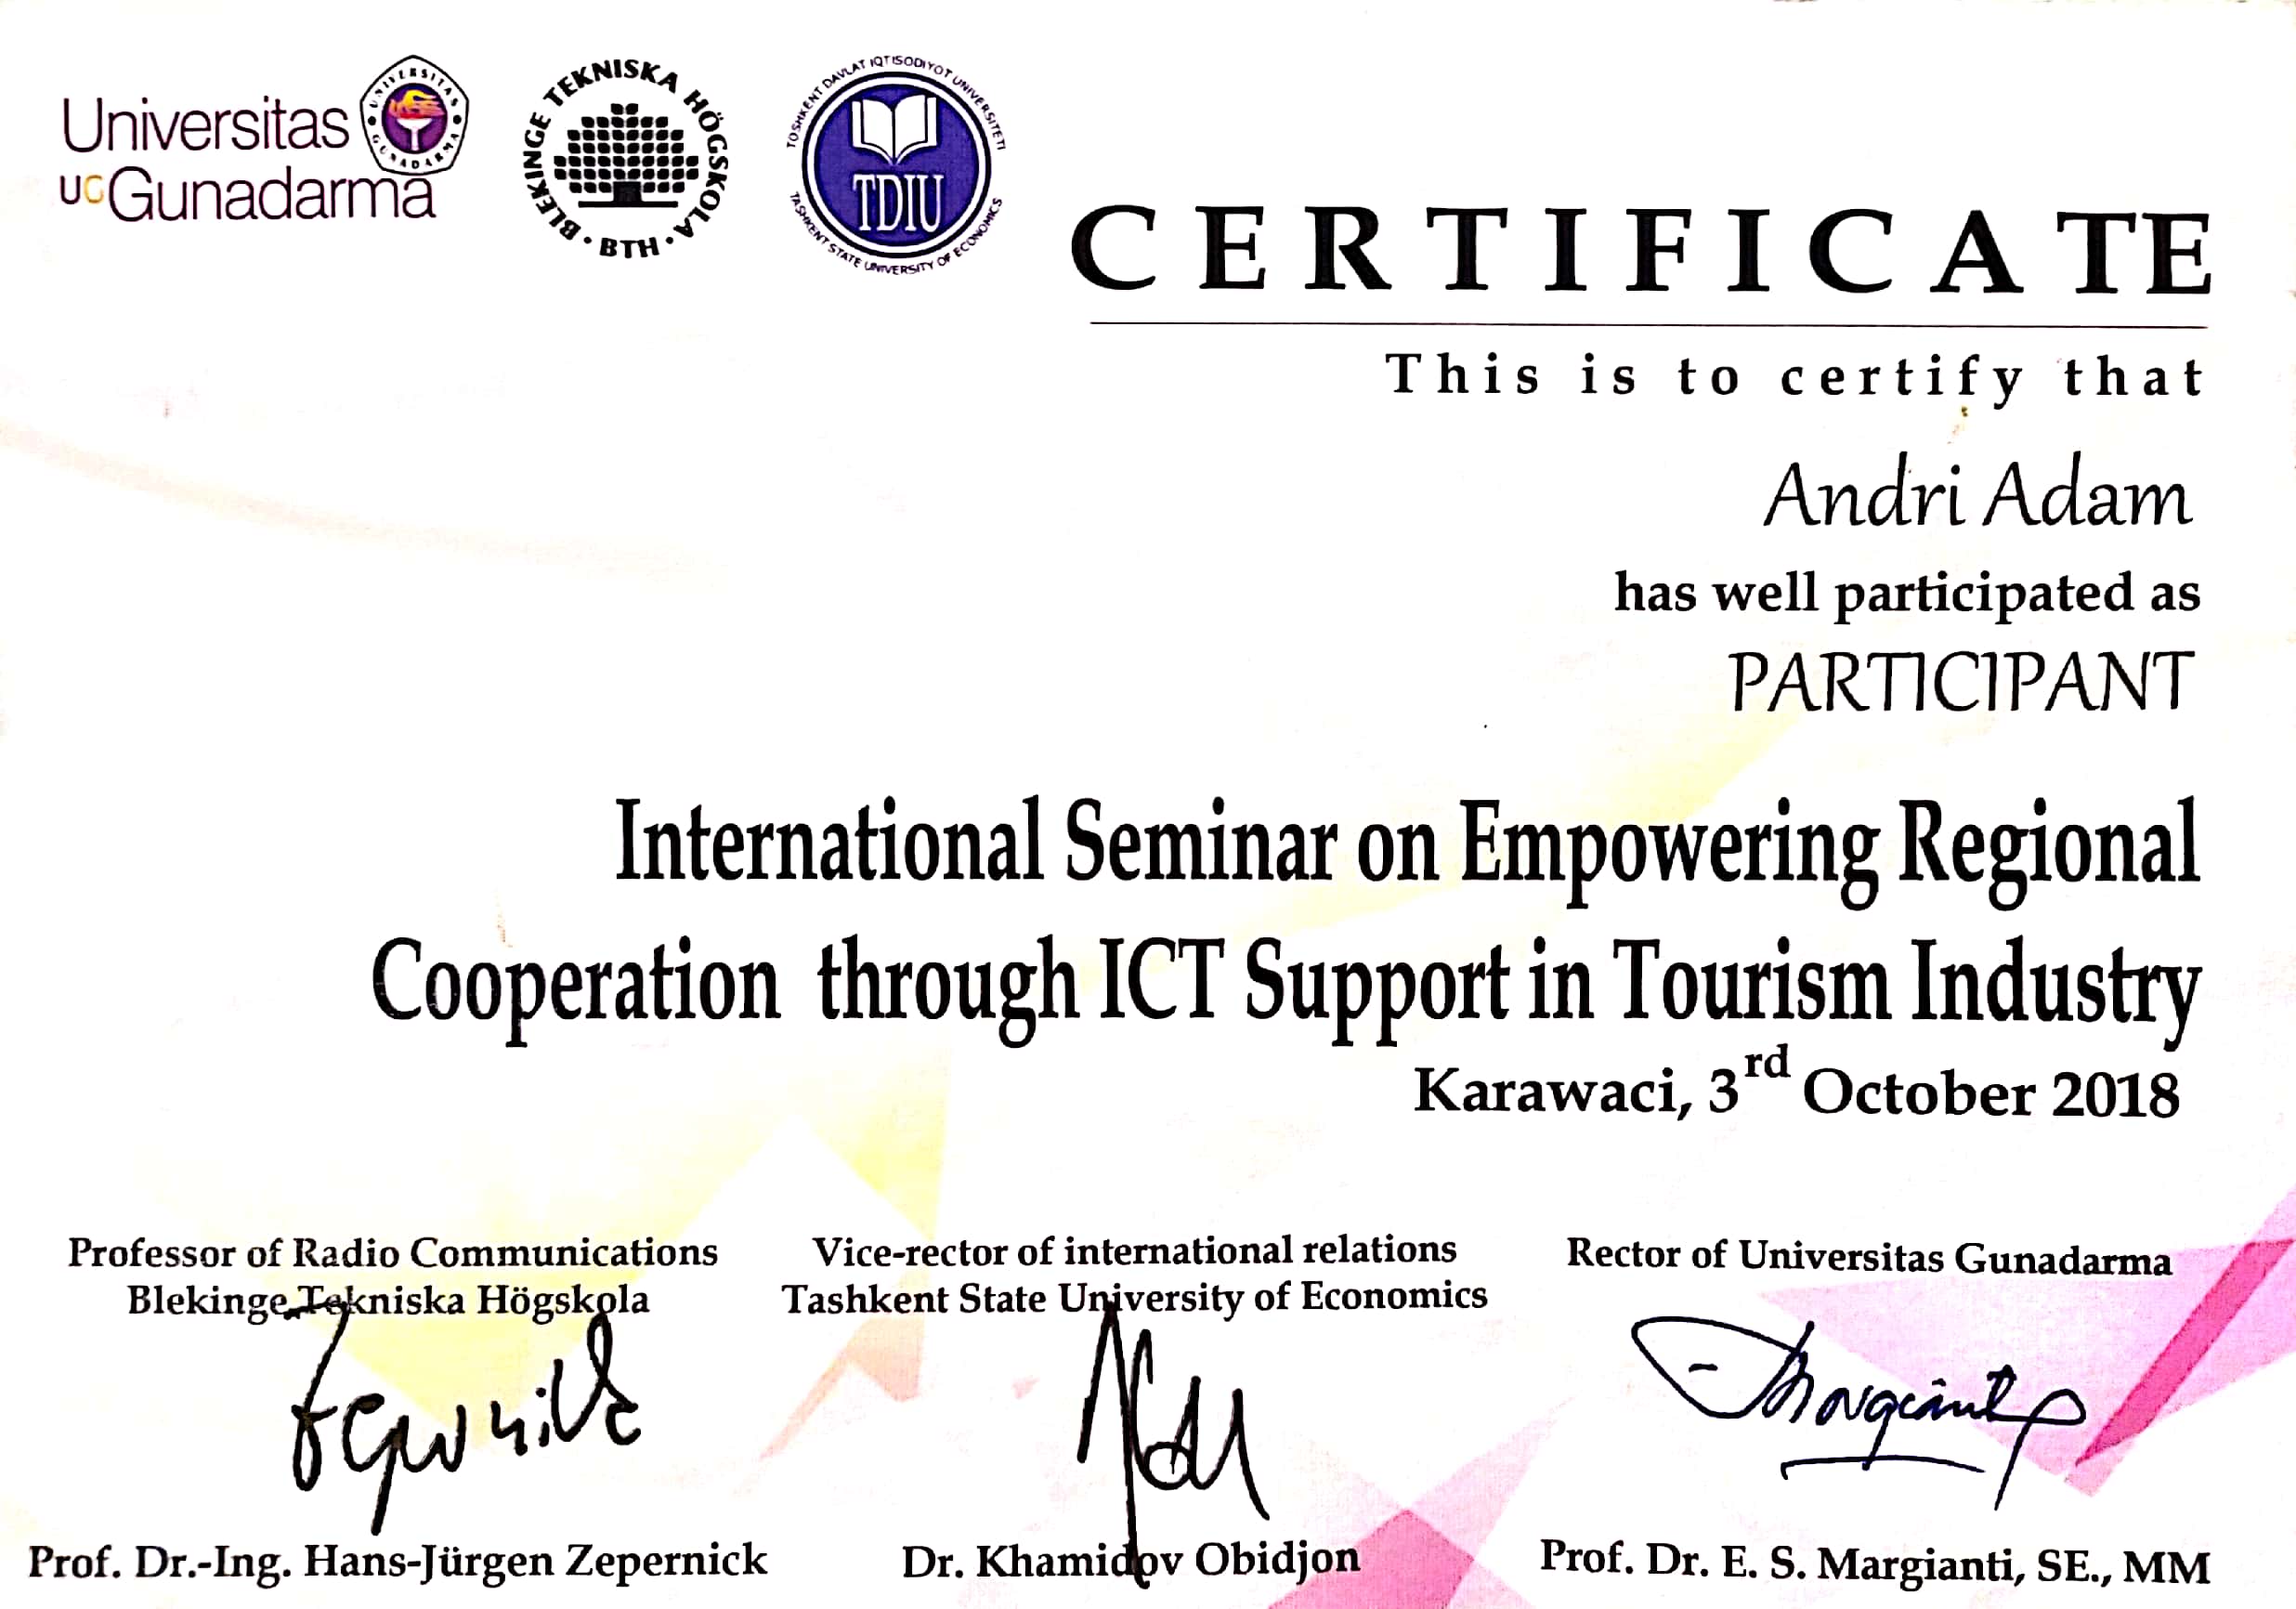 Universitas
UG Gunadarma
UNIVERSITAS GUNADARMA
BLEKINGE TEKNISKA HÖGSKOLA
• BTH •
TOSHKENT DAVLAT IQTISODIYOT UNIVERSITETI
TDIU
TASHKENT STATE UNIVERSITY OF ECONOMICS
CERTIFICATE
This is to certify that
Andri Adam
has well participated as
PARTICIPANT
International Seminar on Empowering Regional
Cooperation through ICT Support in Tourism Industry
Karawaci, 3rd October 2018
Professor of Radio Communications
Blekinge Tekniska Högskola
Vice-rector of international relations
Tashkent State University of Economics
Rector of Universitas Gunadarma
Prof. Dr.-Ing. Hans-Jürgen Zepernick
Dr. Khamidov Obidjon
Prof. Dr. E. S. Margianti, SE., MM